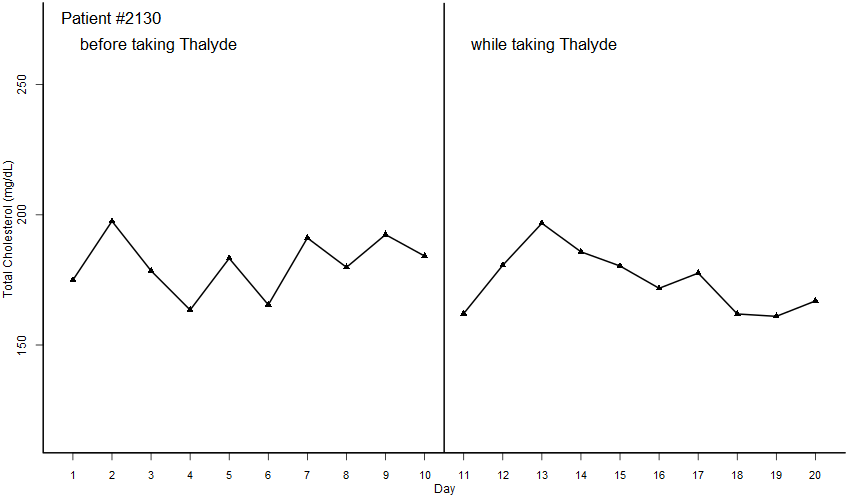 Patient #2130
before taking Thalyde
while taking Thalyde
Total Cholesterol (mg/dL)
250
200
150
1 2 3 4 5 6 7 8 9 10 11 12 13 14 15 16 17 18 19 20
Day